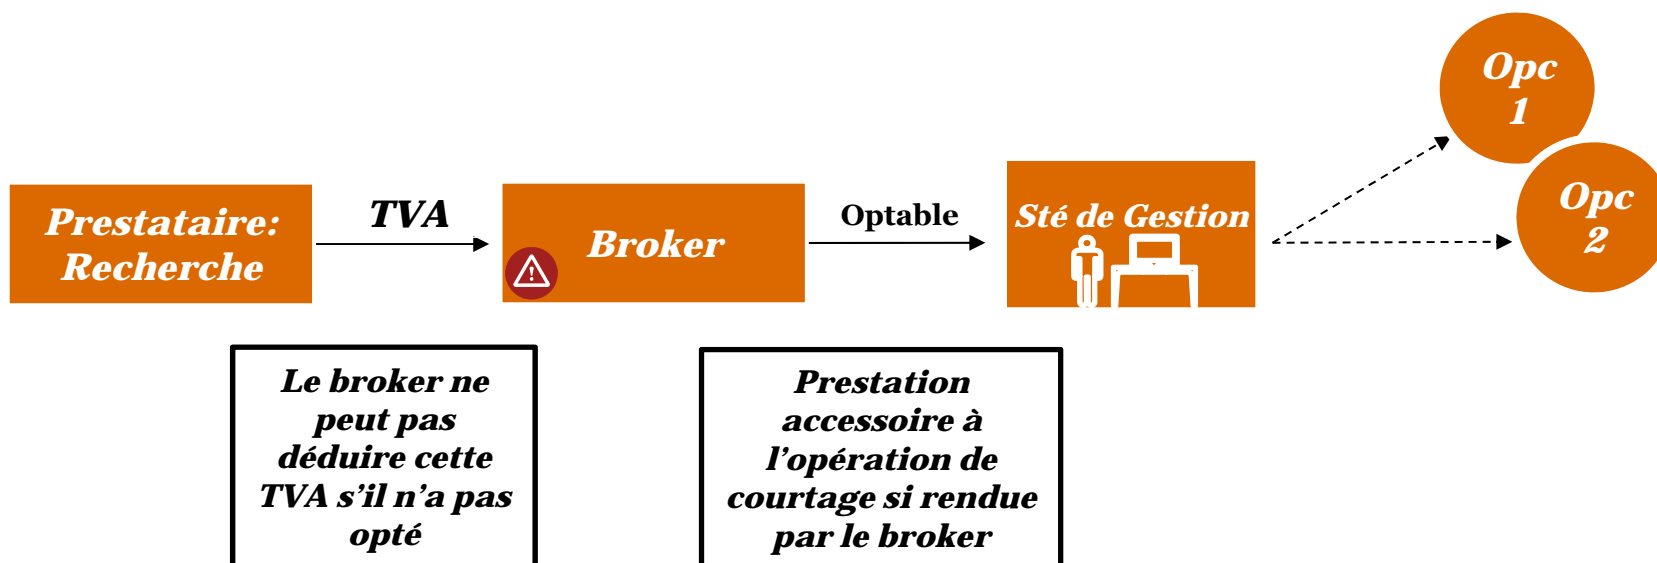 Opc
1
Opc
2
Prestataire:
Recherche
TVA
Broker
Optable
Sté de Gestion
Le broker ne
peut pas
déduire cette
TVA s'il n'a pas
opté
Prestation
accessoire à
l'opération de
courtage si rendue
par le broker